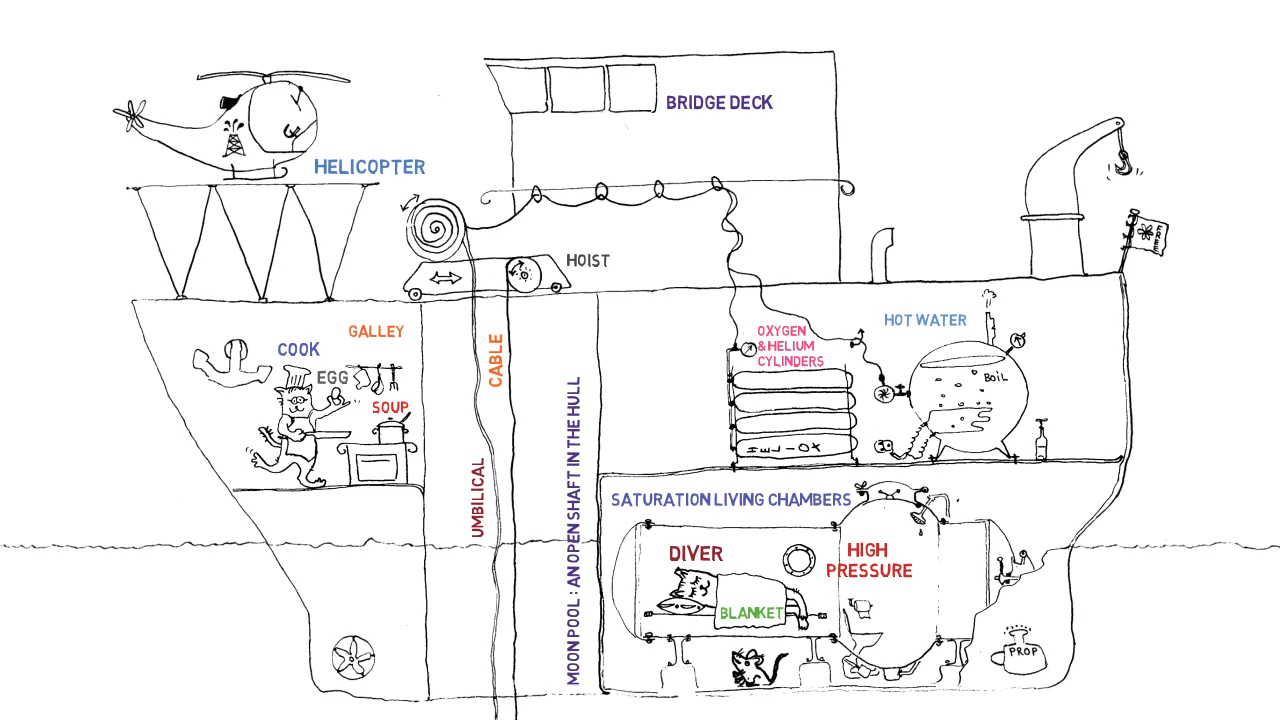 BRIDGE DECK
HELICOPTER
HOIST
GALLEY
COOK
EGG
SOUP
CABLE
UMBILICAL
MOON POOL : AN OPEN SHAFT IN THE HULL
OXYGEN
&HELIUM
CYLINDERS
HELIOX
HOT WATER
BOIL
SATURATION LIVING CHAMBERS
DIVER
BLANKET
HIGH
PRESSURE
PROP